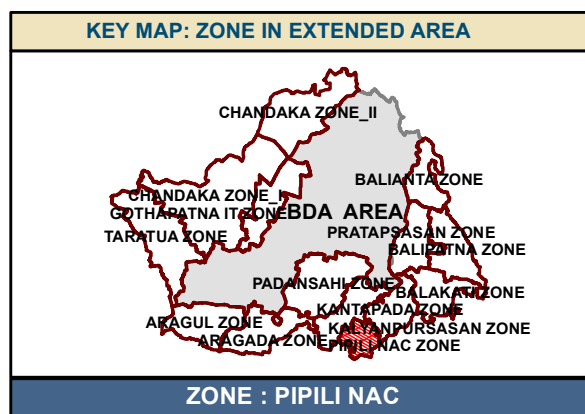 KEY MAP: ZONE IN EXTENDED AREA
CHANDAKA ZONE_II
BALIANTA ZONE
CHANDAKA ZONE_I
GOTHAPATNA IT ZONE
BDA AREA
TARATUA ZONE
PRATAPSASAN ZONE
BALIPATNA ZONE
PADANSAHI ZONE
BALAKATI ZONE
KANTAPADA ZONE
ARAGUL ZONE
KALYANPURSASAN ZONE
ARAGADA ZONE
PIPILI NAC ZONE
ZONE : PIPILI NAC